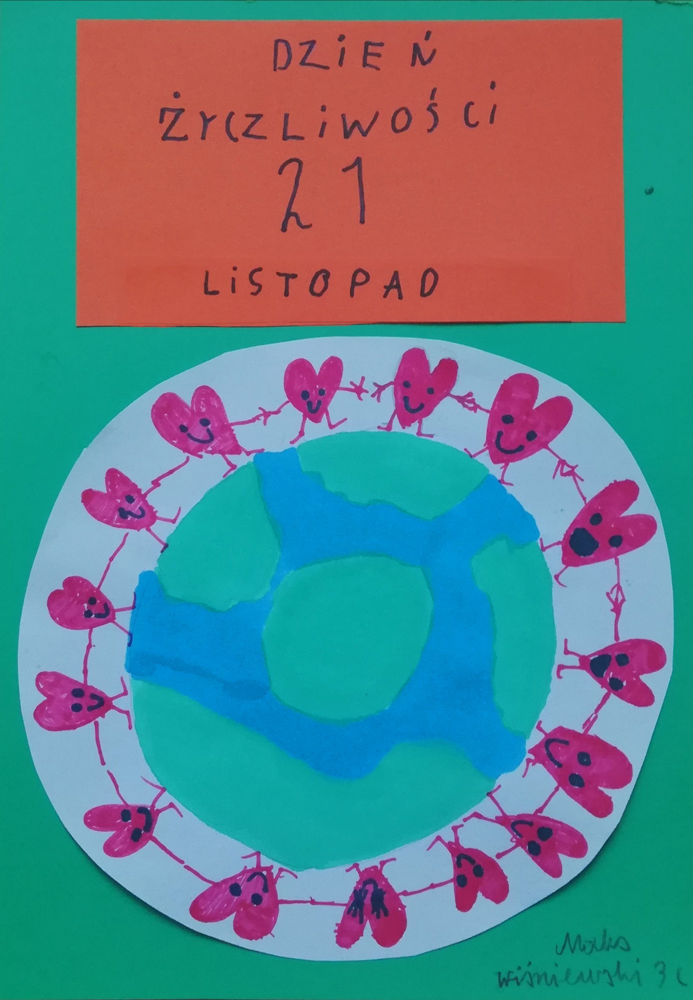 DZiEŃ
ŻYCZLiWOŚCi
21
LiSTOPAD
Maks
Wiśniewski 3c